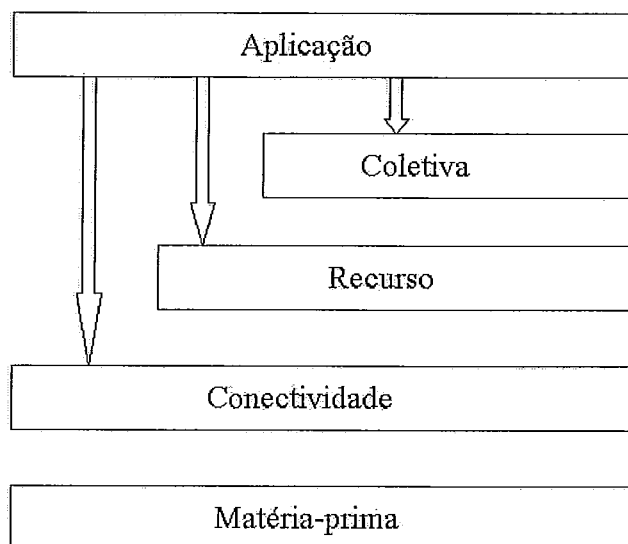 Aplicação
Coletiva
Recurso
Conectividade
Matéria-prima